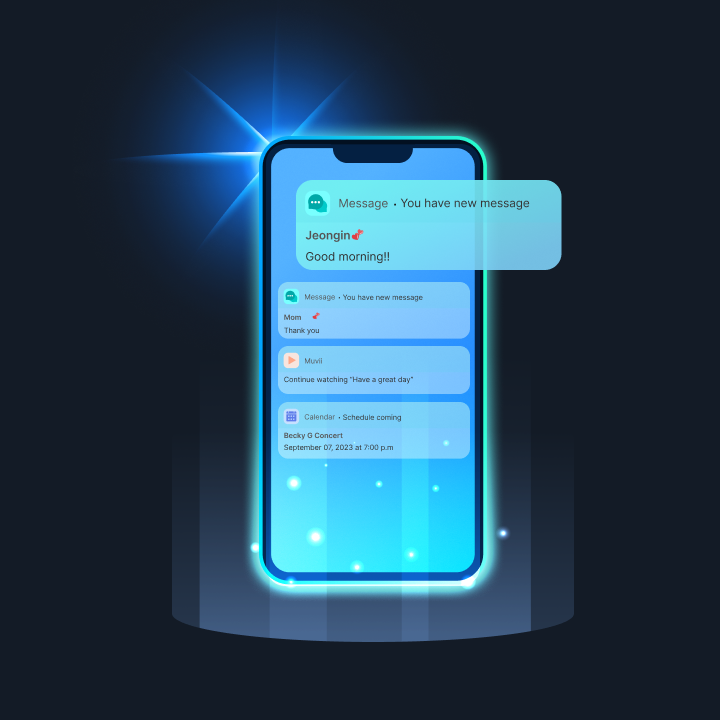 Message • You have new message
Jeongin
Good morning!!
Message • You have new message
Mom
Thank you
Muvii
Continue watching "Have a great day"
Calendar • Schedule coming
Becky G Concert
September 07, 2023 at 7:00 p.m